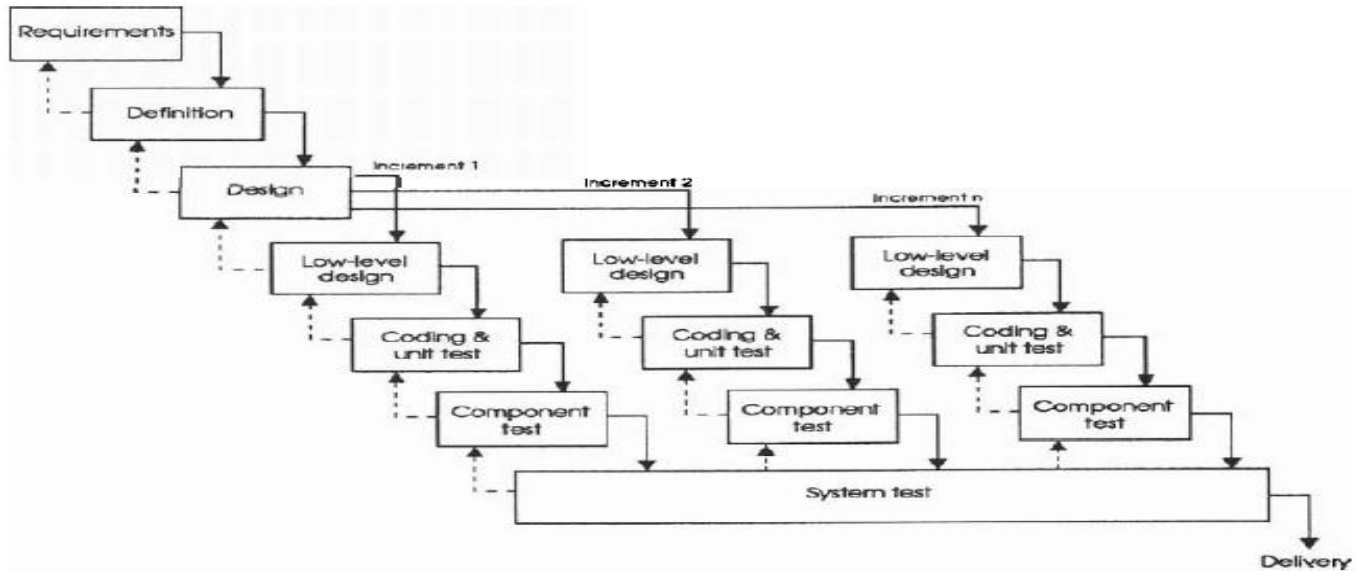 Requirements
Definition
Increment 1
Design
Increment 2
Increment n
Low-level
design
Low-level
design
Low-level
design
Coding &
unit test
Coding &
unit test
Coding &
unit test
Component
test
Component
test
Component
test
System test
Delivery